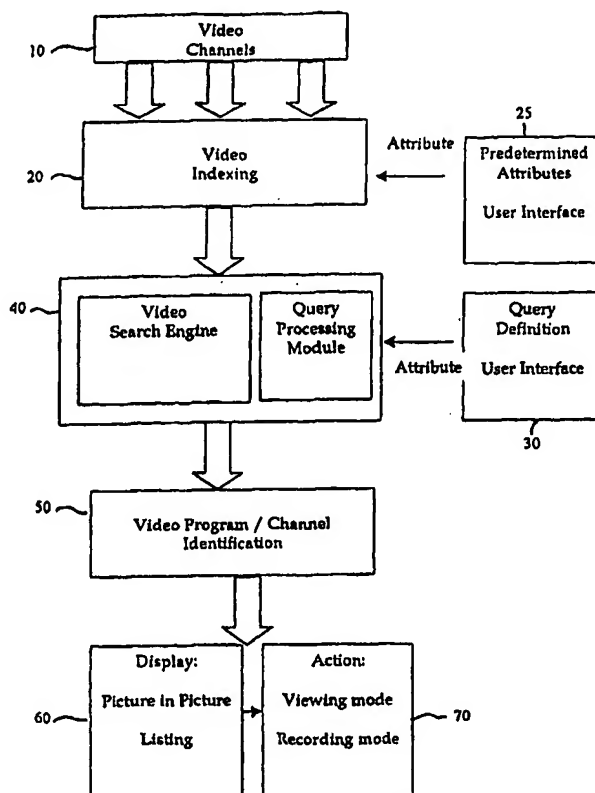 10
Video
Channels
20
Video
Indexing
Attribute
25
Predetermined
Attributes
User Interface
40
Video
Search Engine
Query
Processing
Module
Attribute
Query
Definition
User Interface
30
50
Video Program / Channel
Identification
60
Display:
Picture in Picture
Listing
Action:
Viewing mode
Recording mode
70